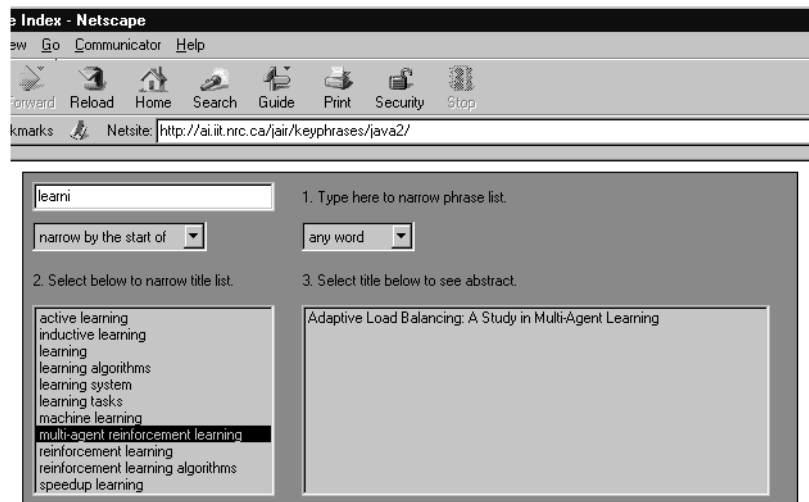 e Index - Netscape
ew Go Communicator Help
orward Reload Home Search Guide Print Security Stop
kmarks Netsite: http://ai.iit.nrc.ca/jair/keyphrases/java2/
learni 1. Type here to narrow phrase list.
narrow by the start of any word
2. Select below to narrow title list. 3. Select title below to see abstract.
active learning
inductive learning
learning
learning algorithms
learning system
learning tasks
machine learning
multi-agent reinforcement learning
reinforcement learning
reinforcement learning algorithms
speedup learning
Adaptive Load Balancing: A Study in Multi-Agent Learning